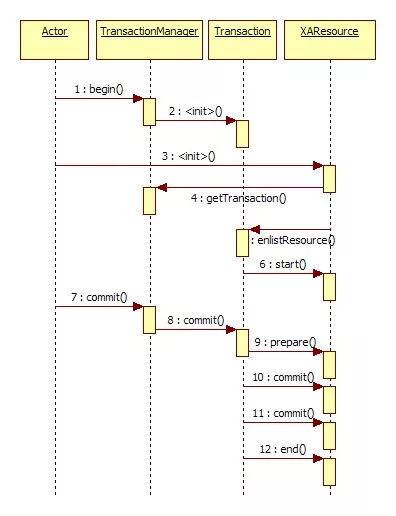 Actor
TransactionManager
Transaction
XAResource
1 : begin()
2 : <init>()
3 : <init>()
4 : getTransaction()
: enlistResource()
6 : start()
7 : commit()
8 : commit()
9 : prepare()
10 : commit()
11 : commit()
12 : end()